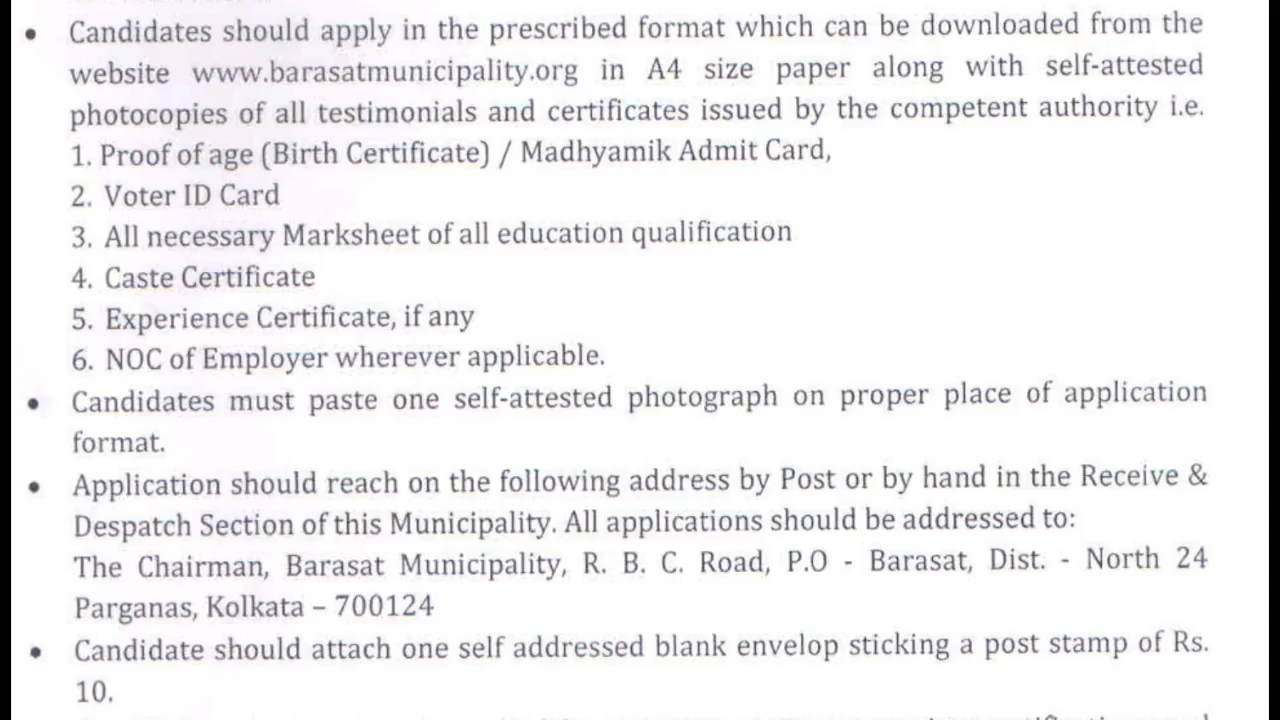 • Candidates should apply in the prescribed format which can be downloaded from the
website www.barasatmunicipality.org in A4 size paper along with self-attested
photocopies of all testimonials and certificates issued by the competent authority i.e.
1. Proof of age (Birth Certificate) / Madhyamik Admit Card,
2. Voter ID Card
3. All necessary Marksheet of all education qualification
4. Caste Certificate
5. Experience Certificate, if any
6. NOC of Employer wherever applicable.
• Candidates must paste one self-attested photograph on proper place of application
format.
• Application should reach on the following address by Post or by hand in the Receive &
Despatch Section of this Municipality. All applications should be addressed to:
The Chairman, Barasat Municipality, R. B. C. Road, P.O - Barasat, Dist. - North 24
Parganas, Kolkata – 700124
• Candidate should attach one self addressed blank envelop sticking a post stamp of Rs.
10.